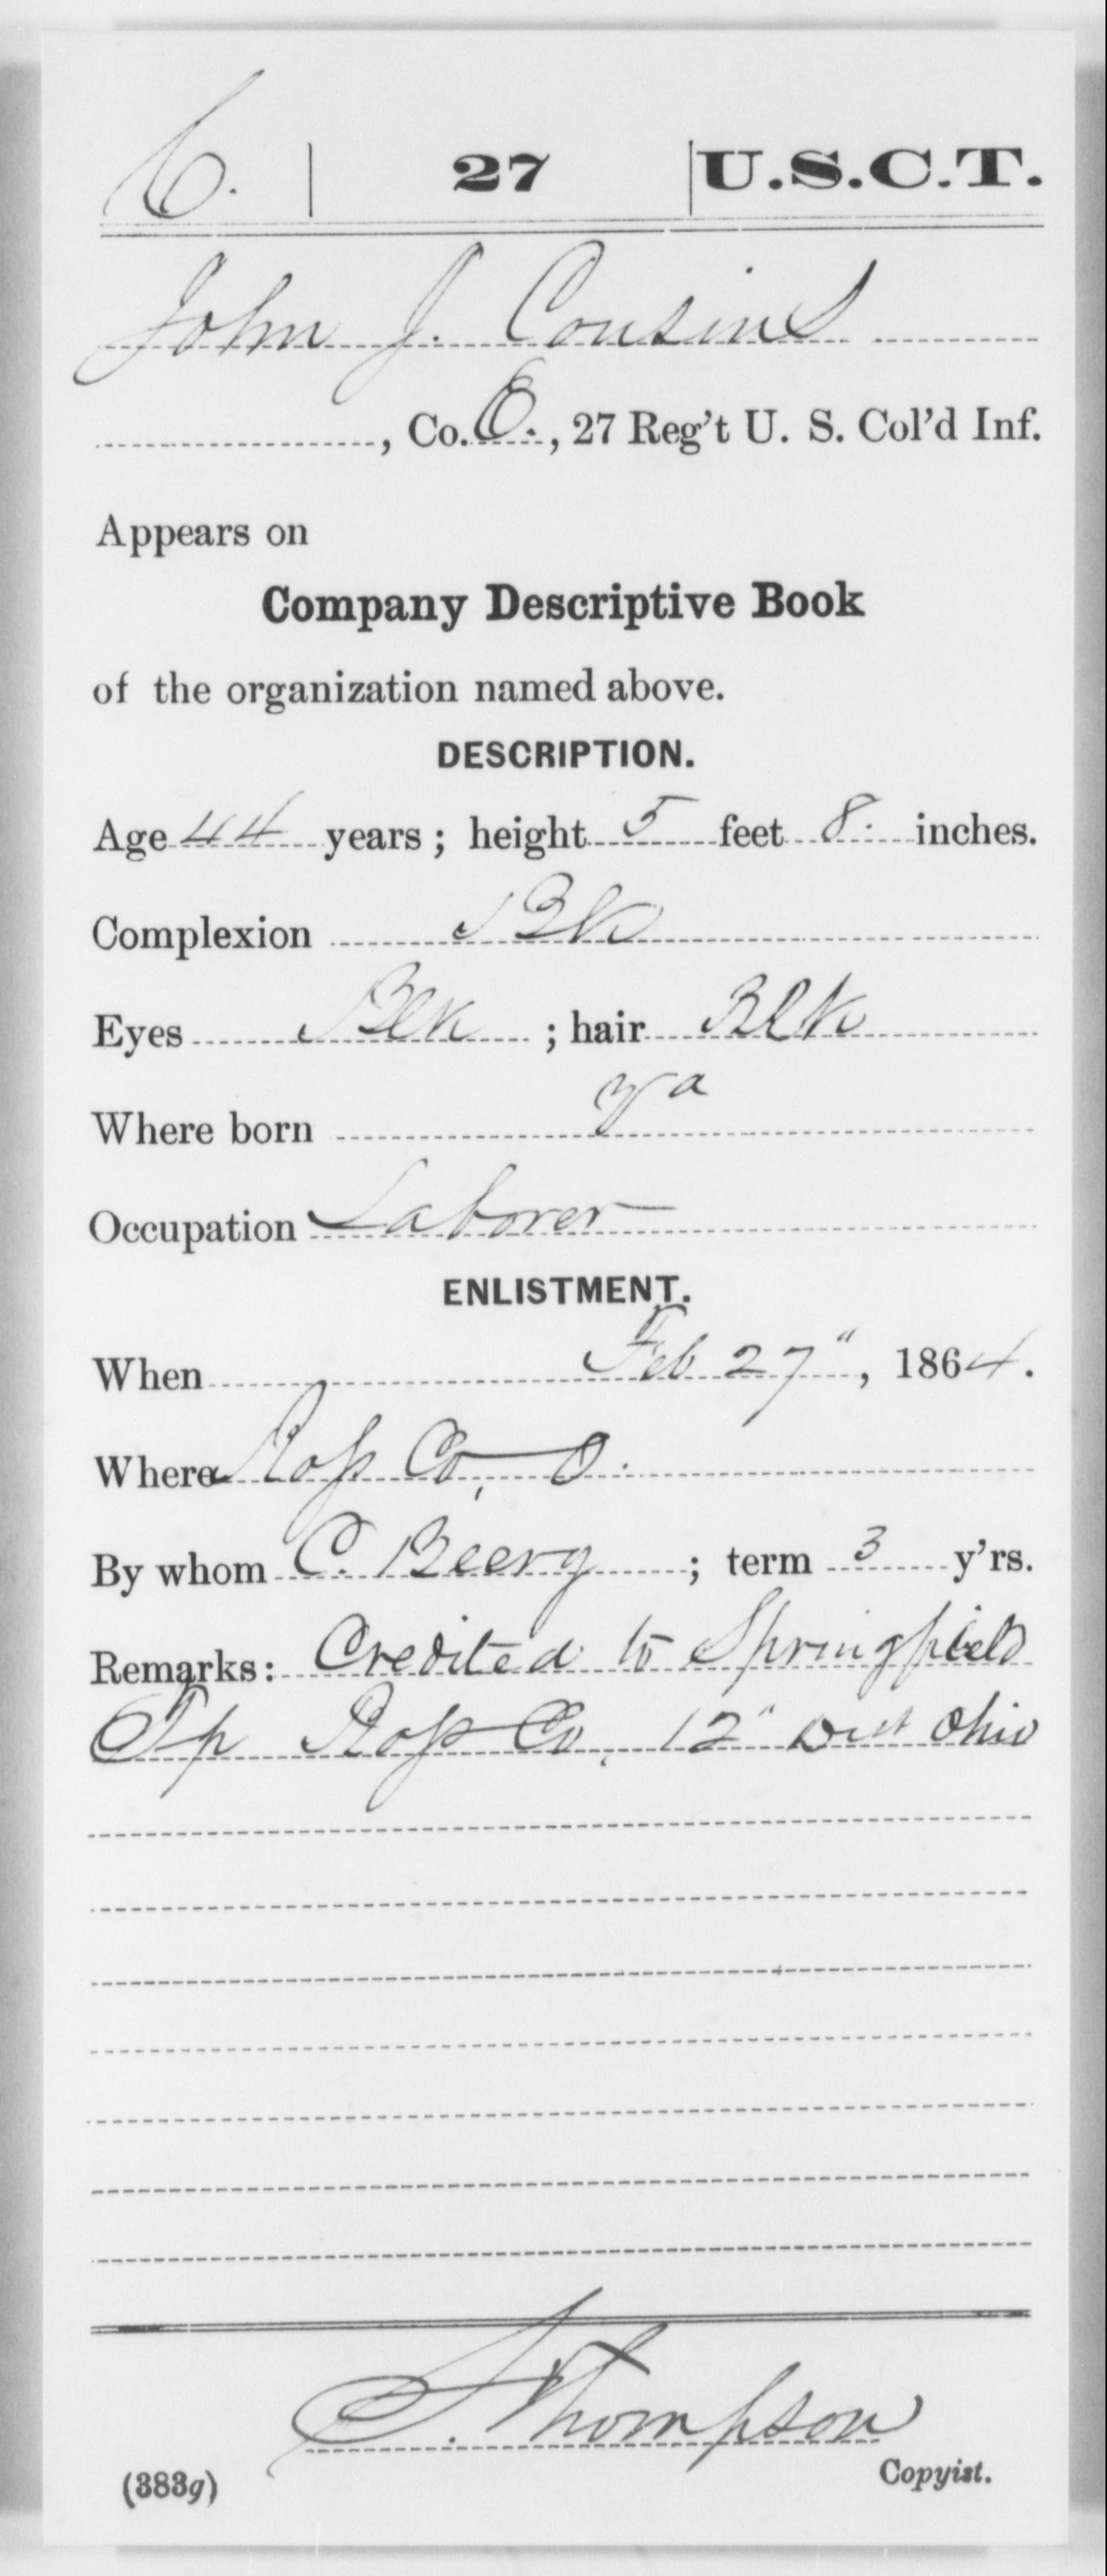 C. | 27 | U.S.C.T.
John J. Cousins
, Co. E., 27 Reg't U. S. Col'd Inf.
Appears on
Company Descriptive Book
of the organization named above.
DESCRIPTION.
Age 44 years; height 5 feet 8. inches.
Complexion Blk
Eyes Blk ; hair Blk
Where born Va
Occupation Laborer
ENLISTMENT.
When Feb 27", 1864.
Where Ross Co, O.
By whom C. Beery ; term 3 y'rs.
Remarks: Credited to Springfield
Tp Ross Co, 12" Dist Ohio
Thompson
Copyist.
(383g)